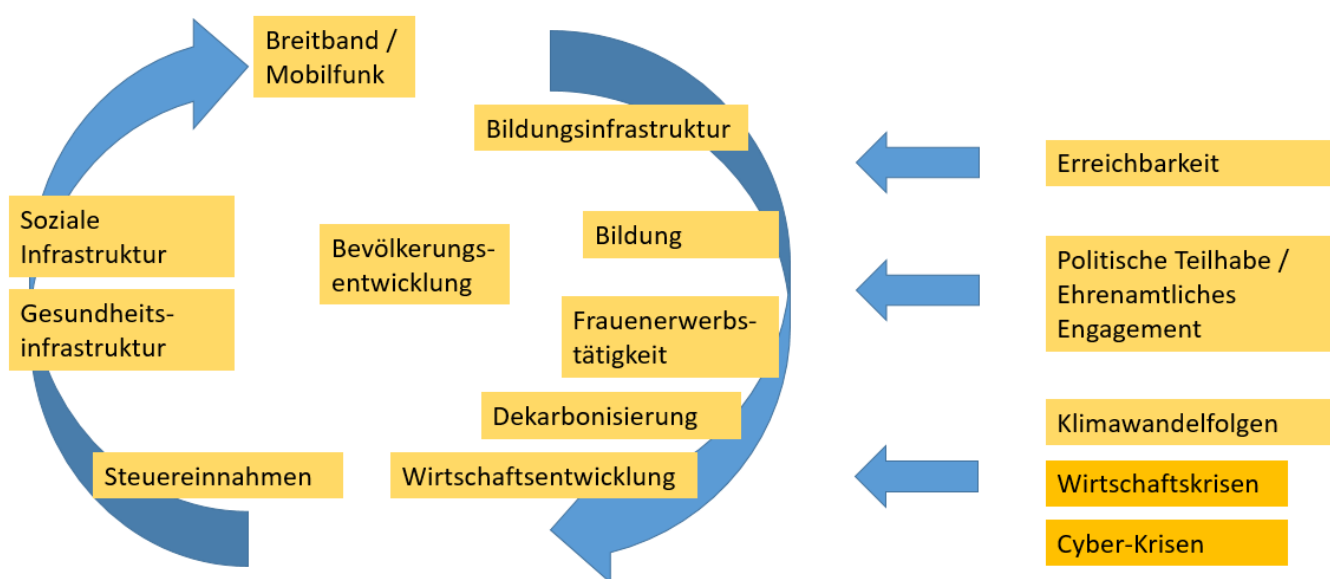 Breitband /
Mobilfunk
Bildungsinfrastruktur
Erreichbarkeit
Soziale
Infrastruktur
Bevölkerungs-
entwicklung
Bildung
Politische Teilhabe /
Ehrenamtliches
Engagement
Gesundheits-
infrastruktur
Frauenerwerbs-
tätigkeit
Dekarbonisierung
Klimawandelfolgen
Steuereinnahmen
Wirtschaftsentwicklung
Wirtschaftskrisen
Cyber-Krisen